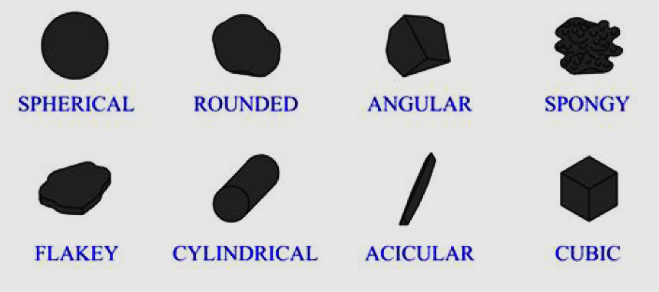 SPHERICAL ROUNDED ANGULAR SPONGY
FLAKEY CYLINDRICAL ACICULAR CUBIC